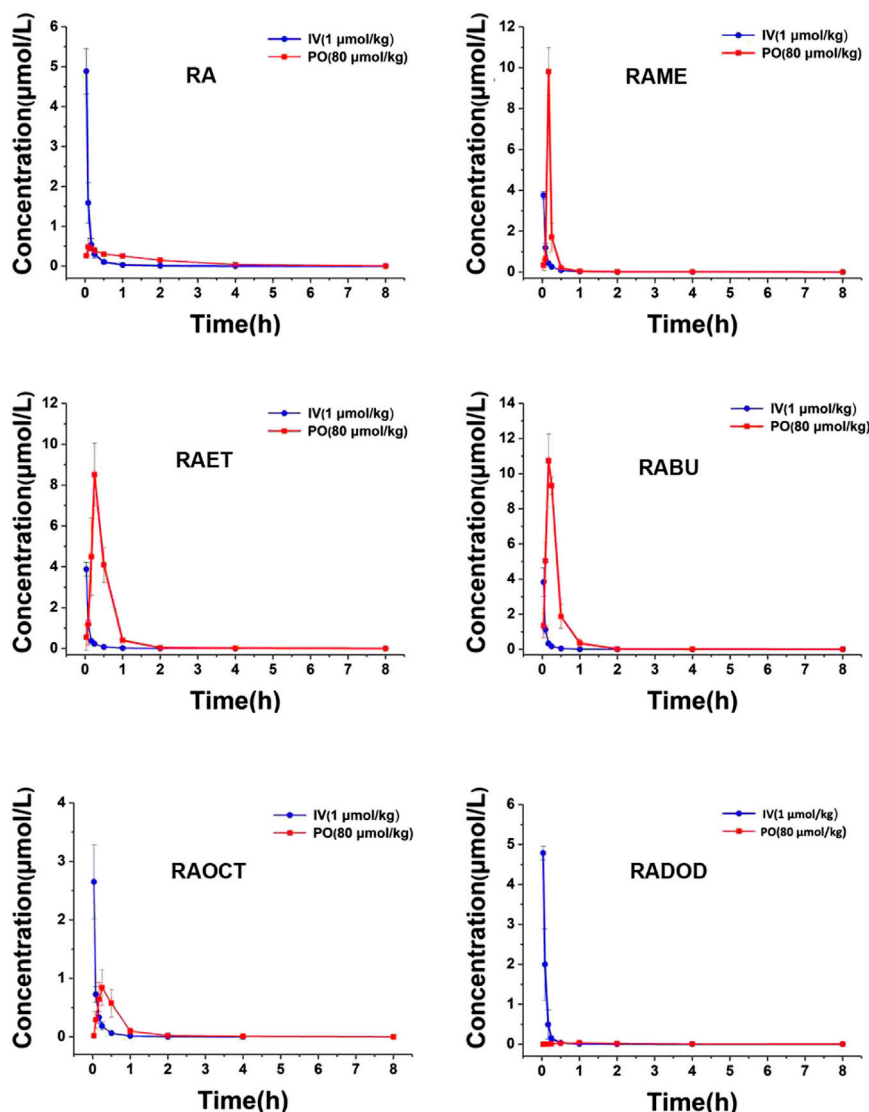 IV(1 μmol/kg)
PO(80 μmol/kg)
RA
Concentration(μmol/L)
6
5
4
3
2
1
0
0 1 2 3 4 5 6 7 8
Time(h)
IV(1 μmol/kg)
PO(80 μmol/kg)
RAME
Concentration(μmol/L)
12
10
8
6
4
2
0
0 1 2 3 4 5 6 7 8
Time(h)
IV(1 μmol/kg)
PO(80 μmol/kg)
RAET
Concentration(μmol/L)
12
10
8
6
4
2
0
0 1 2 3 4 5 6 7 8
Time(h)
IV(1 μmol/kg)
PO(80 μmol/kg)
RABU
Concentration(μmol/L)
14
12
10
8
6
4
2
0
0 1 2 3 4 5 6 7 8
Time(h)
IV(1 μmol/kg)
PO(80 μmol/kg)
RAOCT
Concentration(μmol/L)
4
3
2
1
0
0 1 2 3 4 5 6 7 8
Time(h)
IV(1 μmol/kg)
PO(80 μmol/kg)
RADOD
Concentration(μmol/L)
6
5
4
3
2
1
0
0 1 2 3 4 5 6 7 8
Time(h)